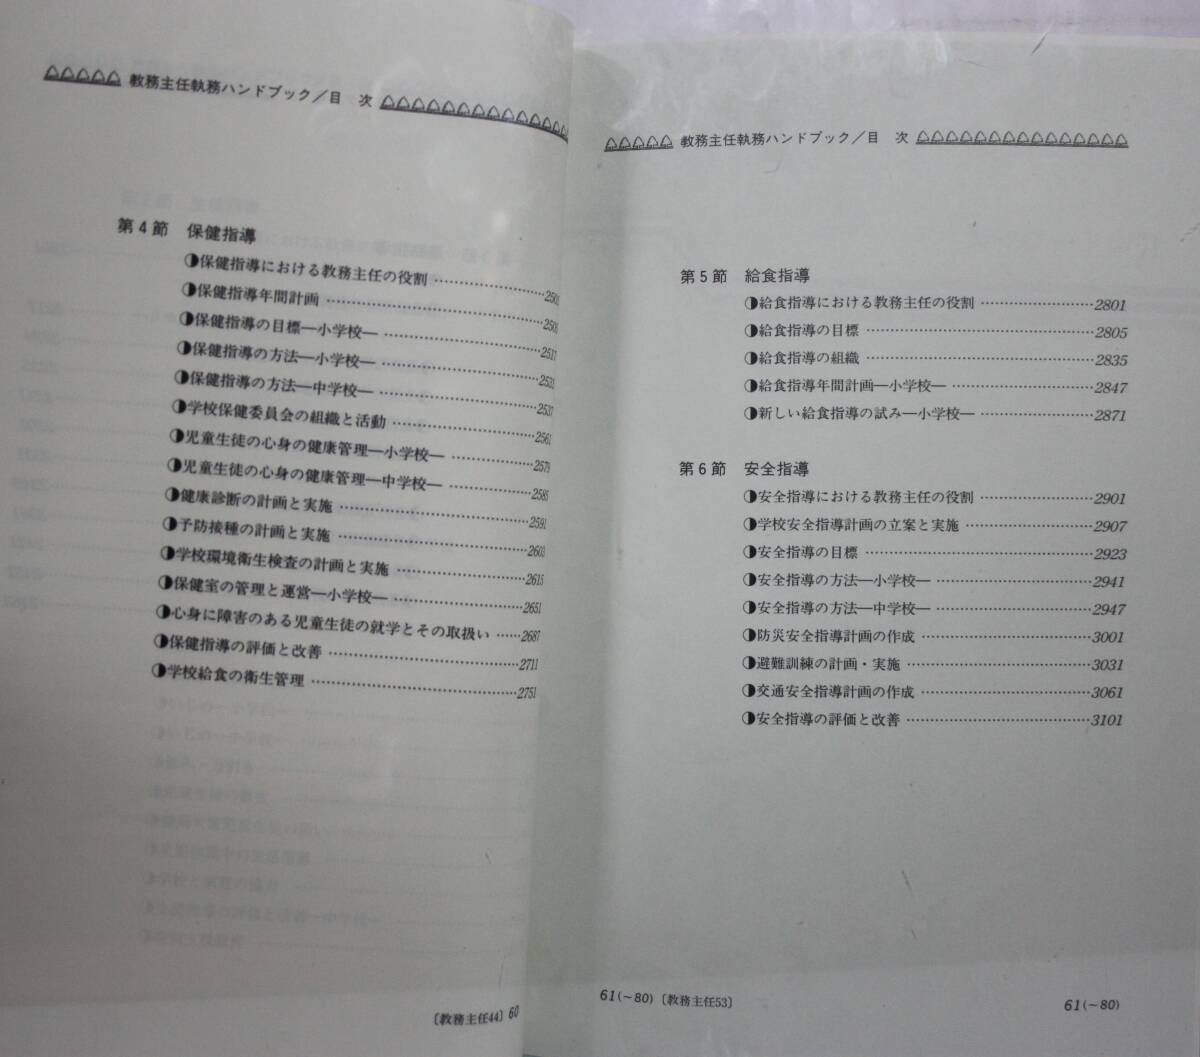 教務主任執務ハンドブック／目　次
第4節　保健指導
◑保健指導における教務主任の役割 …… 2501
◑保健指導年間計画 …… 2509
◑保健指導の目標―小学校― …… 2517
◑保健指導の方法―小学校― …… 2533
◑保健指導の方法―中学校― …… 2537
◑学校保健委員会の組織と活動 …… 2561
◑児童生徒の心身の健康管理―小学校― …… 2579
◑児童生徒の心身の健康管理―中学校― …… 2585
◑健康診断の計画と実施 …… 2591
◑予防接種の計画と実施 …… 2603
◑学校環境衛生検査の計画と実施 …… 2615
◑保健室の管理と運営―小学校― …… 2651
◑心身に障害のある児童生徒の就学とその取扱い …… 2687
◑保健指導の評価と改善 …… 2711
◑学校給食の衛生管理 …… 2751
〔教務主任44〕 60
教務主任執務ハンドブック／目　次
第5節　給食指導
◑給食指導における教務主任の役割 …… 2801
◑給食指導の目標 …… 2805
◑給食指導の組織 …… 2835
◑給食指導年間計画―小学校― …… 2847
◑新しい給食指導の試み―小学校― …… 2871
第6節　安全指導
◑安全指導における教務主任の役割 …… 2901
◑学校安全指導計画の立案と実施 …… 2907
◑安全指導の目標 …… 2923
◑安全指導の方法―小学校― …… 2941
◑安全指導の方法―中学校― …… 2947
◑防災安全指導計画の作成 …… 3001
◑避難訓練の計画・実施 …… 3031
◑交通安全指導計画の作成 …… 3061
◑安全指導の評価と改善 …… 3101
61(～80)〔教務主任53〕　61(～80)